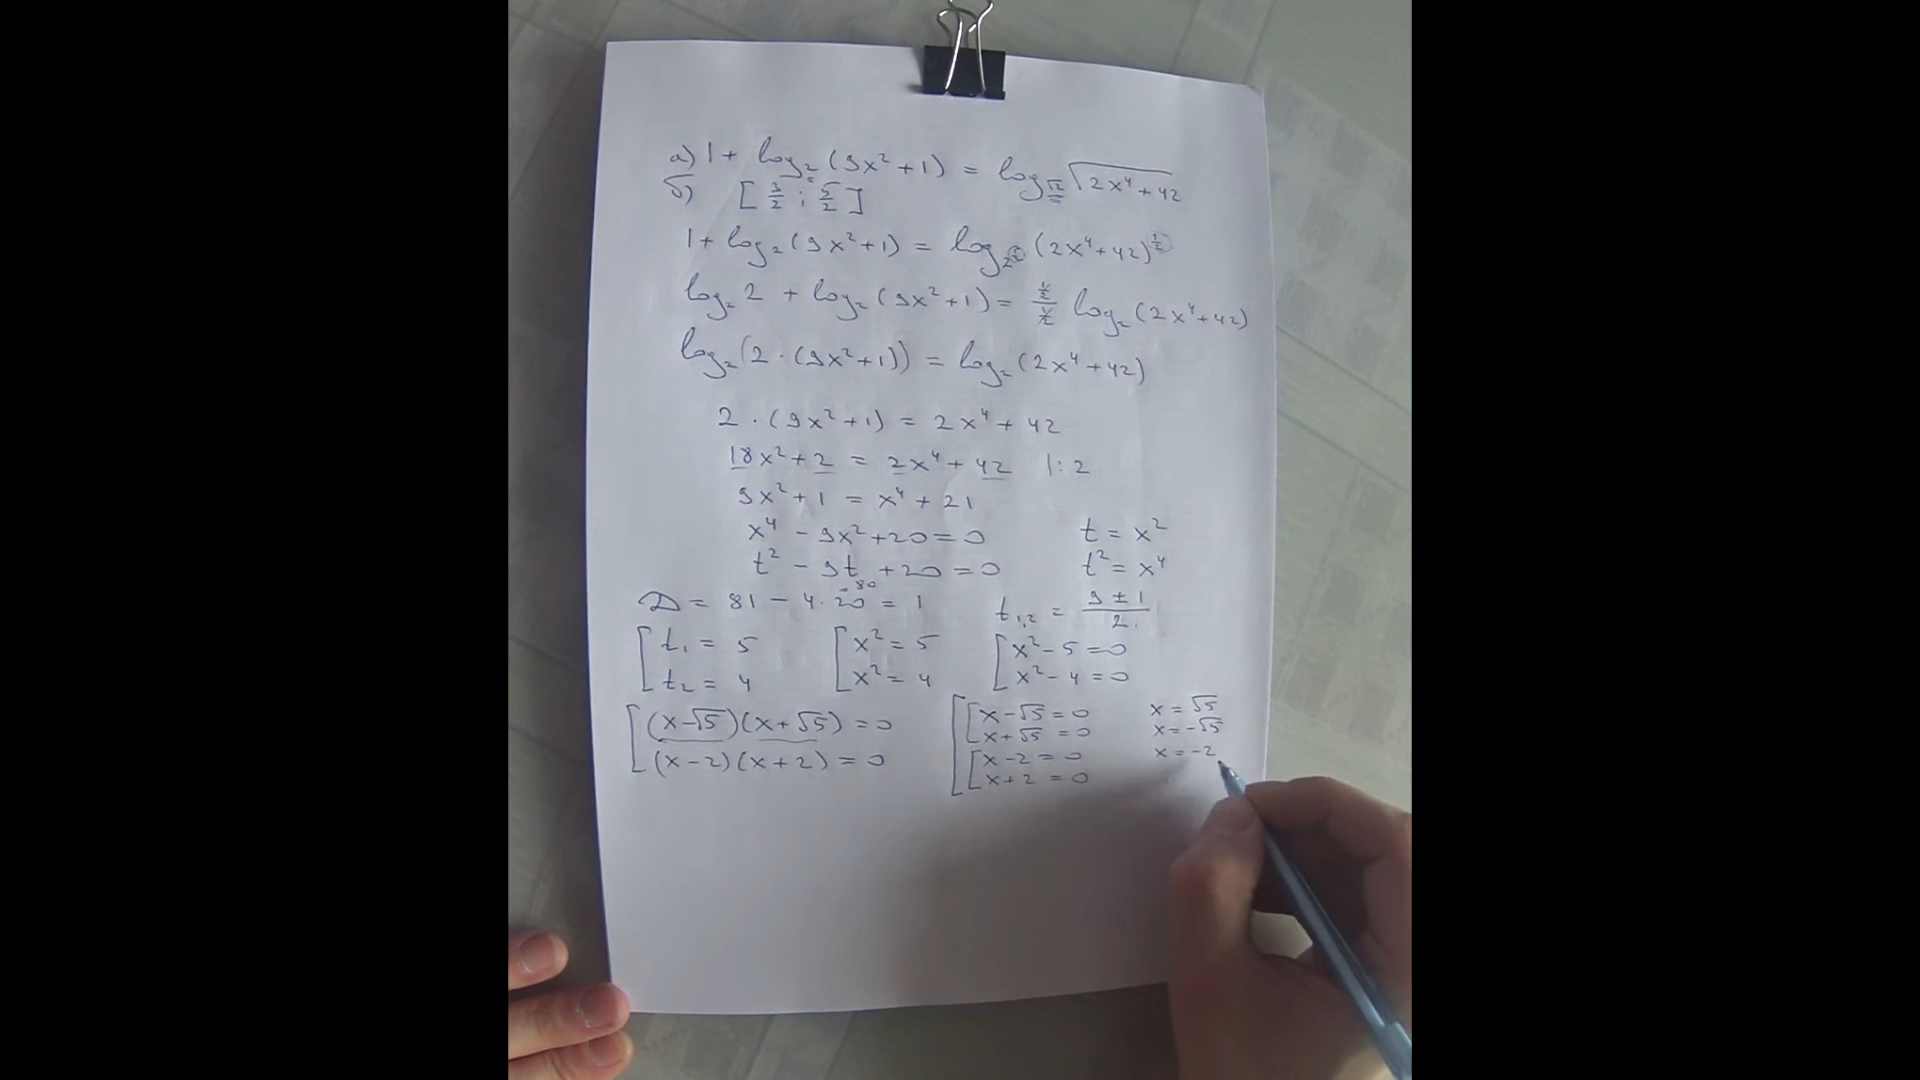 а) 1 + log₂ (9x² + 1) = log_√2 √(2x⁴ + 42)
б) [3/2 ; 5/2]
1 + log₂ (9x² + 1) = log_2^(1/2) (2x⁴ + 42)^(1/2)
log₂ 2 + log₂ (9x² + 1) = (1/2)/(1/2) log₂ (2x⁴ + 42)
log₂ (2 · (9x² + 1)) = log₂ (2x⁴ + 42)
2 · (9x² + 1) = 2x⁴ + 42
18x² + 2 = 2x⁴ + 42 |: 2
9x² + 1 = x⁴ + 21
x⁴ - 9x² + 20 = 0 t = x²
t² - 9t + 20 = 0 t² = x⁴
-80
D = 81 - 4 · 20 = 1 t₁,₂ = (9 ± 1)/2
[ t₁ = 5 [ x² = 5 [ x² - 5 = 0
t₂ = 4 x² = 4 x² - 4 = 0
[ (x - √5)(x + √5) = 0 [ [ x - √5 = 0 x = √5
x + √5 = 0 x = -√5
(x - 2)(x + 2) = 0 [ x - 2 = 0 x = -2
x + 2 = 0